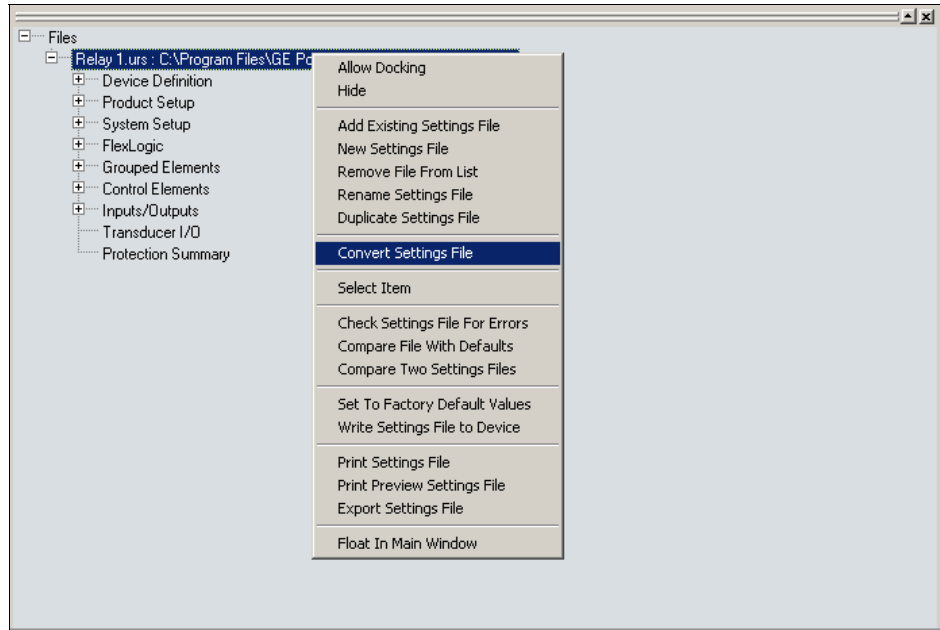 Files
Relay 1.urs : C:\Program Files\GE Po
Device Definition
Product Setup
System Setup
FlexLogic
Grouped Elements
Control Elements
Inputs/Outputs
Transducer I/O
Protection Summary
Allow Docking
Hide
Add Existing Settings File
New Settings File
Remove File From List
Rename Settings File
Duplicate Settings File
Convert Settings File
Select Item
Check Settings File For Errors
Compare File With Defaults
Compare Two Settings Files
Set To Factory Default Values
Write Settings File to Device
Print Settings File
Print Preview Settings File
Export Settings File
Float In Main Window